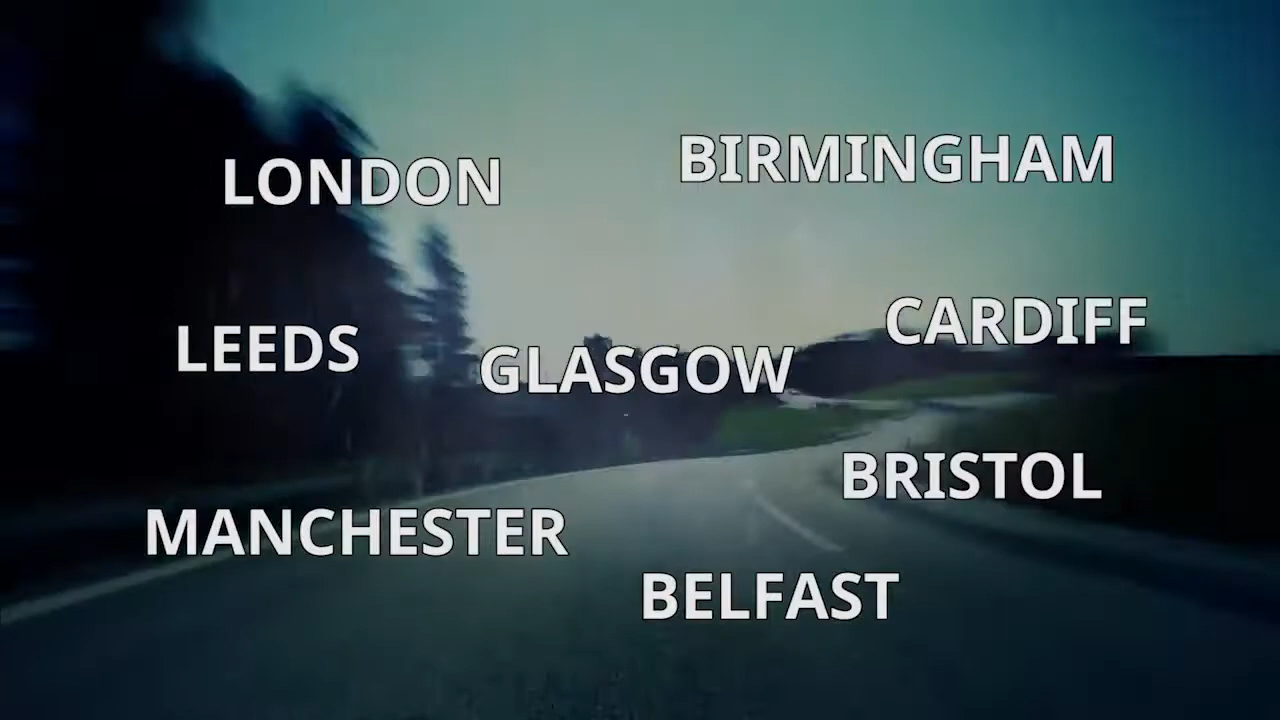 LONDON
BIRMINGHAM
LEEDS
GLASGOW
CARDIFF
MANCHESTER
BRISTOL
BELFAST